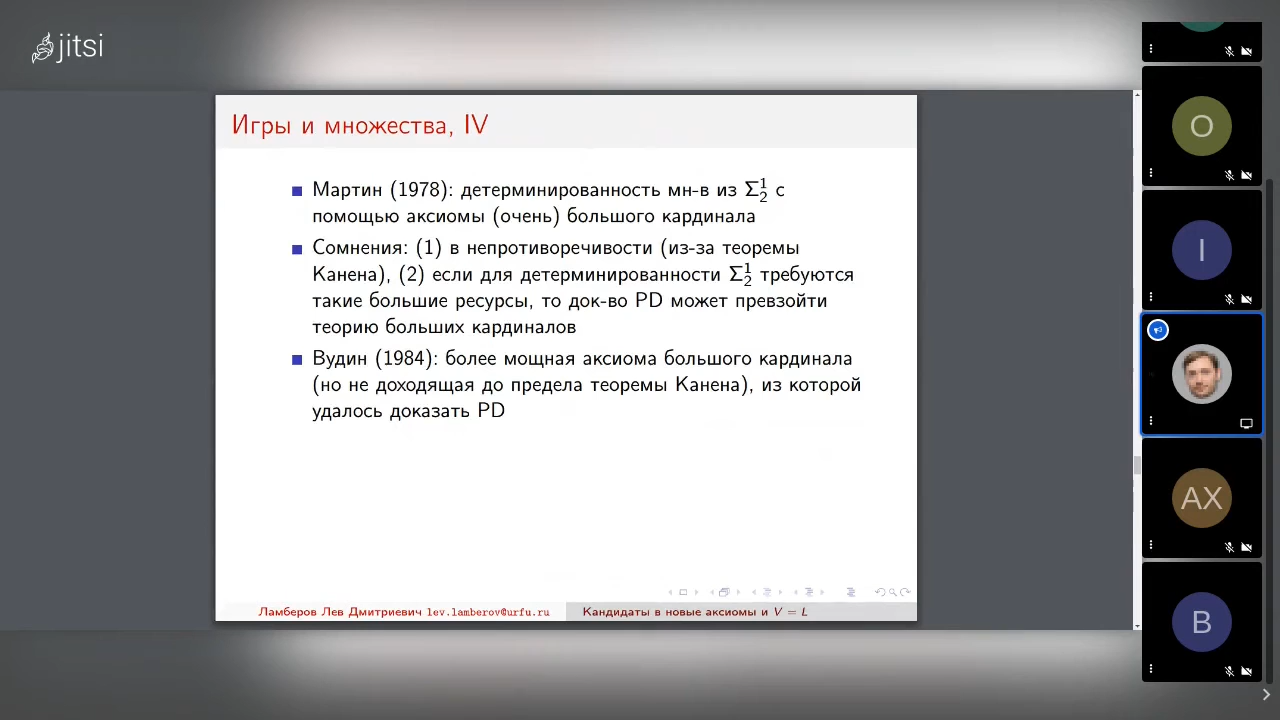 jitsi
Игры и множества, IV
Мартин (1978): детерминированность мн-в из Σ¹₂ с
помощью аксиомы (очень) большого кардинала
Сомнения: (1) в непротиворечивости (из-за теоремы
Канена), (2) если для детерминированности Σ¹₂ требуются
такие большие ресурсы, то док-во PD может превзойти
теорию больших кардиналов
Вудин (1984): более мощная аксиома большого кардинала
(но не доходящая до предела теоремы Канена), из которой
удалось доказать PD
Ламберов Лев Дмитриевич lev.lamberov@urfu.ru
Кандидаты в новые аксиомы и V = L
O
I
AX
B